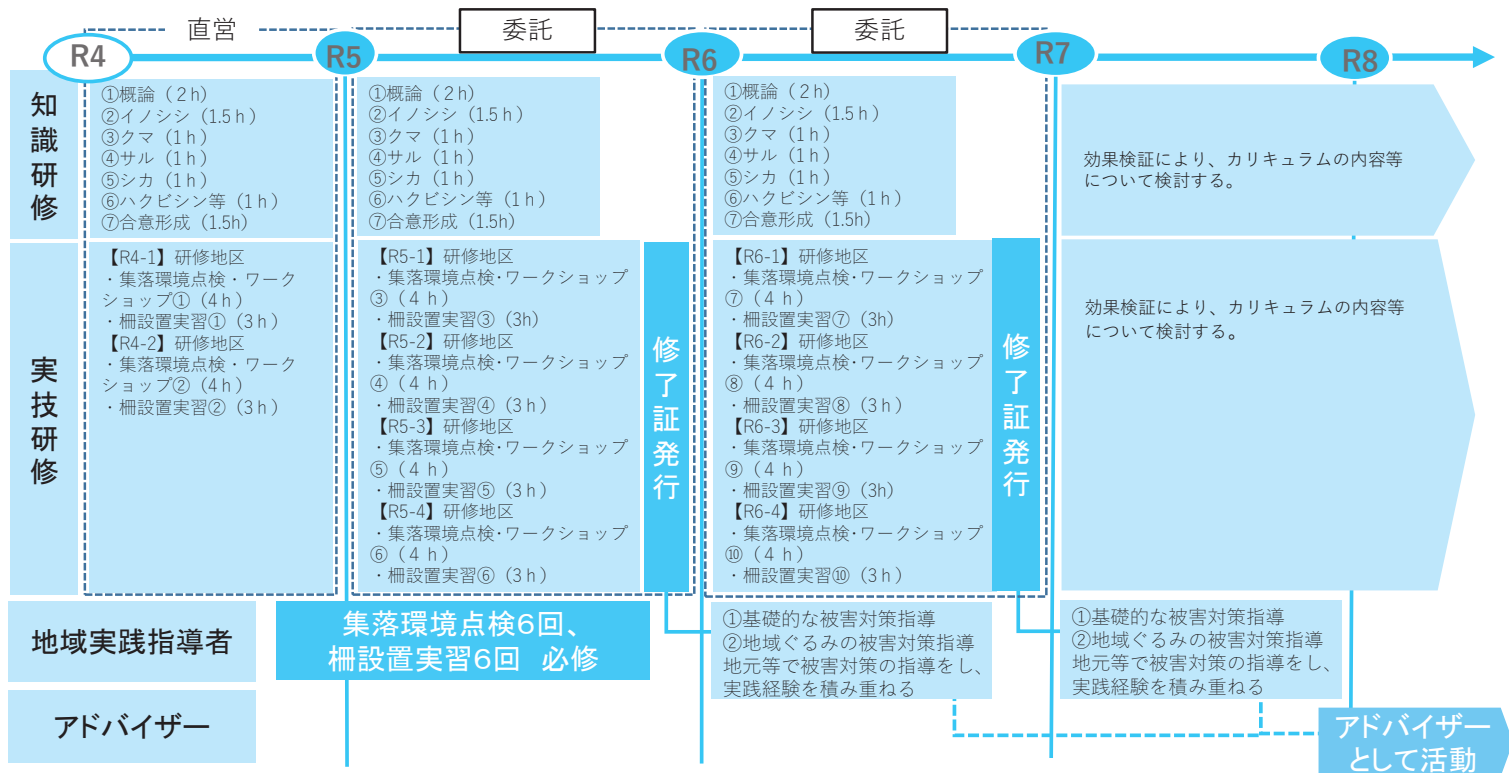 直営
委託
委託
R4
R5
R6
R7
R8
知識研修
①概論（２h）
②イノシシ（1.5ｈ）
③クマ（1ｈ）
④サル（1ｈ）
⑤シカ（1ｈ）
⑥ハクビシン等（1ｈ）
⑦合意形成（1.5h）
①概論（２h）
②イノシシ（1.5ｈ）
③クマ（1ｈ）
④サル（1ｈ）
⑤シカ（1ｈ）
⑥ハクビシン等（1ｈ）
⑦合意形成（1.5h）
①概論（２h）
②イノシシ（1.5ｈ）
③クマ（1ｈ）
④サル（1ｈ）
⑤シカ（1ｈ）
⑥ハクビシン等（1ｈ）
⑦合意形成（1.5h）
効果検証により、カリキュラムの内容等
について検討する。
実技研修
【R4-1】研修地区
・集落環境点検・ワーク
ショップ①（4ｈ）
・柵設置実習①（3ｈ）
【R4-2】研修地区
・集落環境点検・ワーク
ショップ②（4ｈ）
・柵設置実習②（3ｈ）
【R5-1】研修地区
・集落環境点検･ワークショップ
③（４ｈ）
・柵設置実習③（3h）
【R5-2】研修地区
・集落環境点検･ワークショップ
④（４ｈ）
・柵設置実習④（3ｈ）
【R5-3】研修地区
・集落環境点検･ワークショップ
⑤（４ｈ）
・柵設置実習⑤（3ｈ）
【R5-4】研修地区
・集落環境点検･ワークショップ
⑥（４ｈ）
・柵設置実習⑥（3ｈ）
修了証発行
【R6-1】研修地区
・集落環境点検･ワークショップ
⑦（４ｈ）
・柵設置実習⑦（3h）
【R6-2】研修地区
・集落環境点検･ワークショップ
⑧（４ｈ）
・柵設置実習⑧（3ｈ）
【R6-3】研修地区
・集落環境点検･ワークショップ
⑨（４ｈ）
・柵設置実習⑨（3h）
【R6-4】研修地区
・集落環境点検･ワークショップ
⑩（４ｈ）
・柵設置実習⑩（3ｈ）
修了証発行
効果検証により、カリキュラムの内容等
について検討する。
地域実践指導者
集落環境点検６回、
柵設置実習６回　必修
①基礎的な被害対策指導
②地域ぐるみの被害対策指導
地元等で被害対策の指導をし、
実践経験を積み重ねる
①基礎的な被害対策指導
②地域ぐるみの被害対策指導
地元等で被害対策の指導をし、
実践経験を積み重ねる
アドバイザー
アドバイザー
として活動